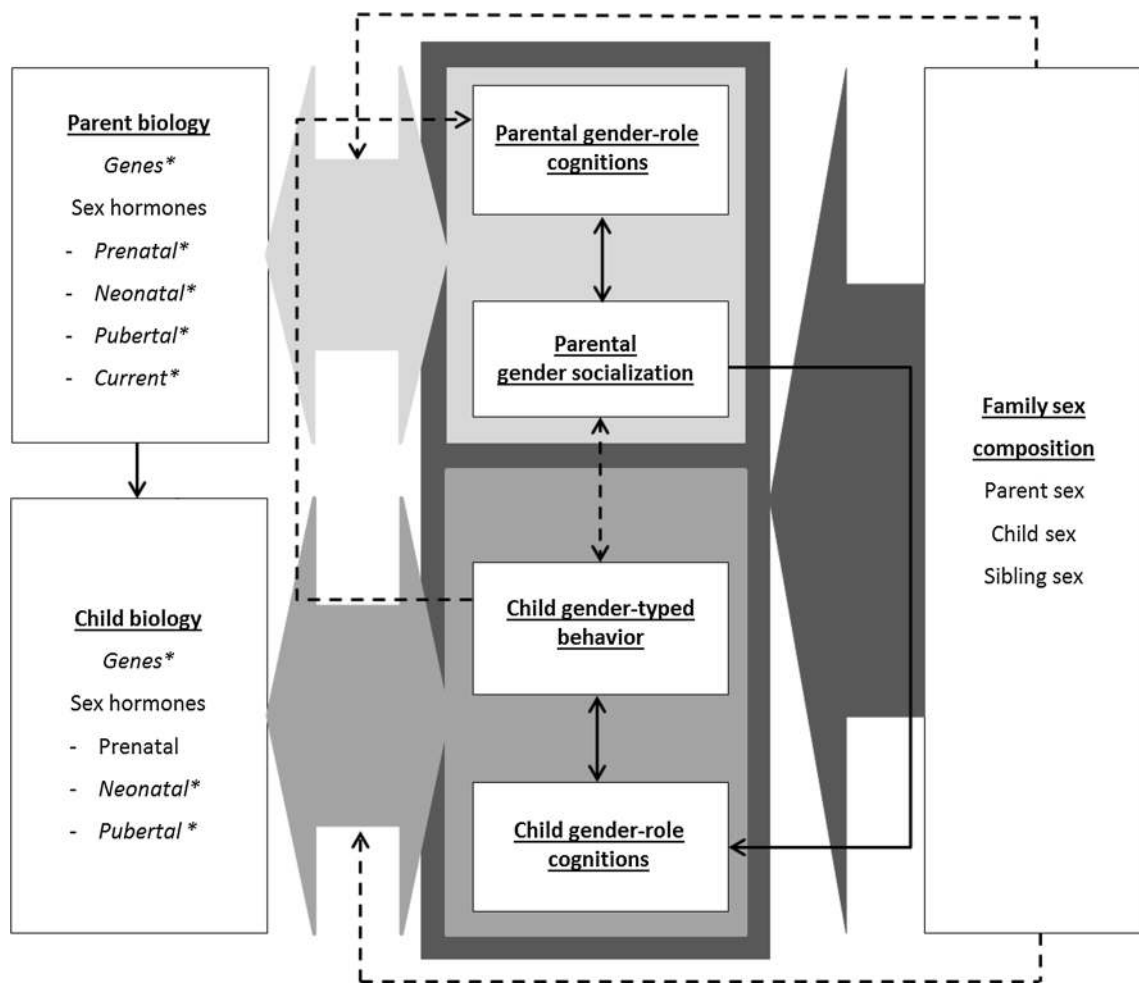 Parent biology
Genes*
Sex hormones
- Prenatal*
- Neonatal*
- Pubertal*
- Current*
Child biology
Genes*
Sex hormones
- Prenatal
- Neonatal*
- Pubertal *
Parental gender-role
cognitions
Parental
gender socialization
Child gender-typed
behavior
Child gender-role
cognitions
Family sex
composition
Parent sex
Child sex
Sibling sex